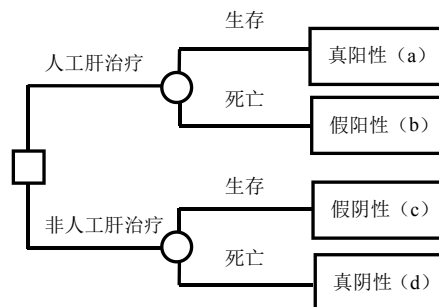 生存
人工肝治疗
真阳性（a）
死亡
假阳性（b）
生存
非人工肝治疗
假阴性（c）
死亡
真阴性（d）